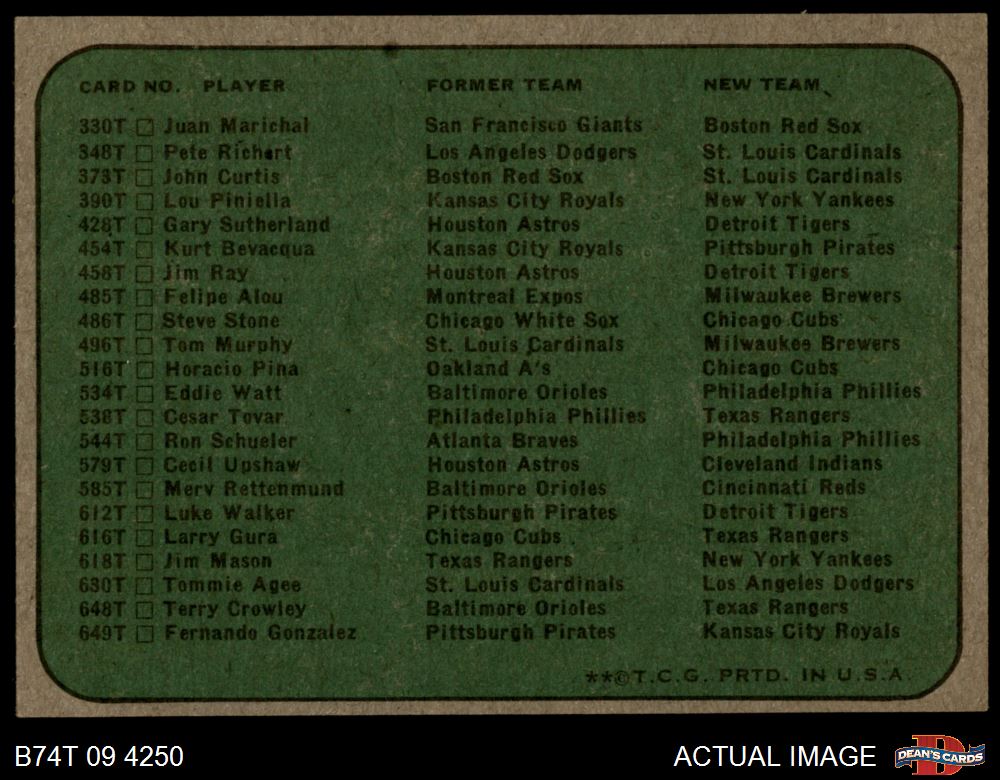 CARD NO. PLAYER FORMER TEAM NEW TEAM
330T Juan Marichal San Francisco Giants Boston Red Sox
348T Pete Richert Los Angeles Dodgers St. Louis Cardinals
373T John Curtis Boston Red Sox St. Louis Cardinals
390T Lou Piniella Kansas City Royals New York Yankees
428T Gary Sutherland Houston Astros Detroit Tigers
454T Kurt Bevacqua Kansas City Royals Pittsburgh Pirates
458T Jim Ray Houston Astros Detroit Tigers
485T Felipe Alou Montreal Expos Milwaukee Brewers
486T Steve Stone Chicago White Sox Chicago Cubs
496T Tom Murphy St. Louis Cardinals Milwaukee Brewers
516T Horacio Pina Oakland A's Chicago Cubs
534T Eddie Watt Baltimore Orioles Philadelphia Phillies
538T Cesar Tovar Philadelphia Phillies Texas Rangers
544T Ron Schueler Atlanta Braves Philadelphia Phillies
579T Cecil Upshaw Houston Astros Cleveland Indians
585T Merv Rettenmund Baltimore Orioles Cincinnati Reds
612T Luke Walker Pittsburgh Pirates Detroit Tigers
616T Larry Gura Chicago Cubs Texas Rangers
618T Jim Mason Texas Rangers New York Yankees
630T Tommie Agee St. Louis Cardinals Los Angeles Dodgers
648T Terry Crowley Baltimore Orioles Texas Rangers
649T Fernando Gonzalez Pittsburgh Pirates Kansas City Royals
**©T.C.G. PRTD. IN U.S.A.
B74T 09 4250 ACTUAL IMAGE DEAN'S CARDS